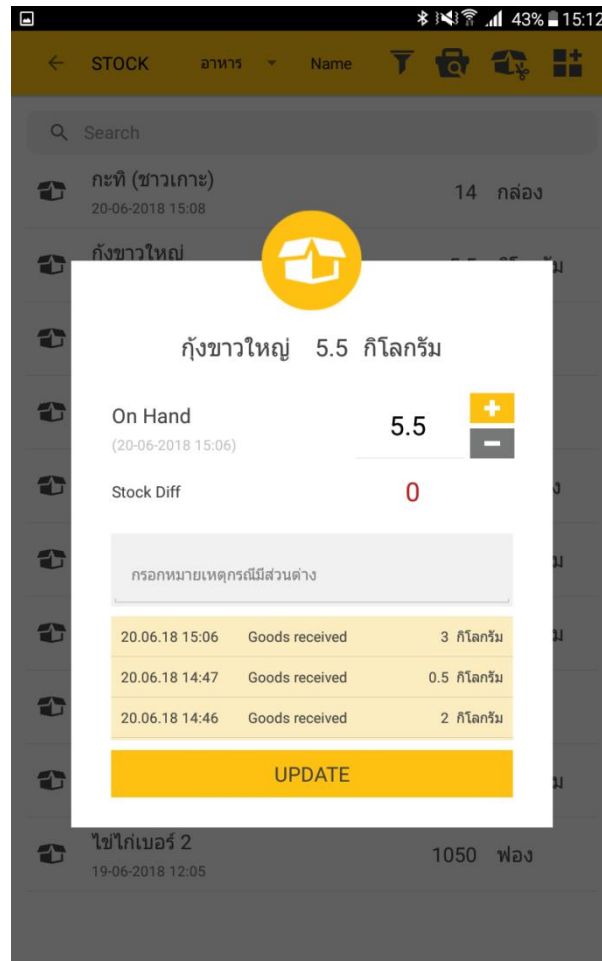 43% 15:12
STOCK อาหาร Name
Search
กะทิ (ชาวเกาะ) 14 กล่อง
20-06-2018 15:08
กุ้งขาวใหญ่
กุ้งขาวใหญ่ 5.5 กิโลกรัม
On Hand 5.5
(20-06-2018 15:06)
Stock Diff 0
กรอกหมายเหตุกรณีมีส่วนต่าง
20.06.18 15:06 Goods received 3 กิโลกรัม
20.06.18 14:47 Goods received 0.5 กิโลกรัม
20.06.18 14:46 Goods received 2 กิโลกรัม
UPDATE
ไข่ไก่เบอร์ 2 1050 ฟอง
19-06-2018 12:05